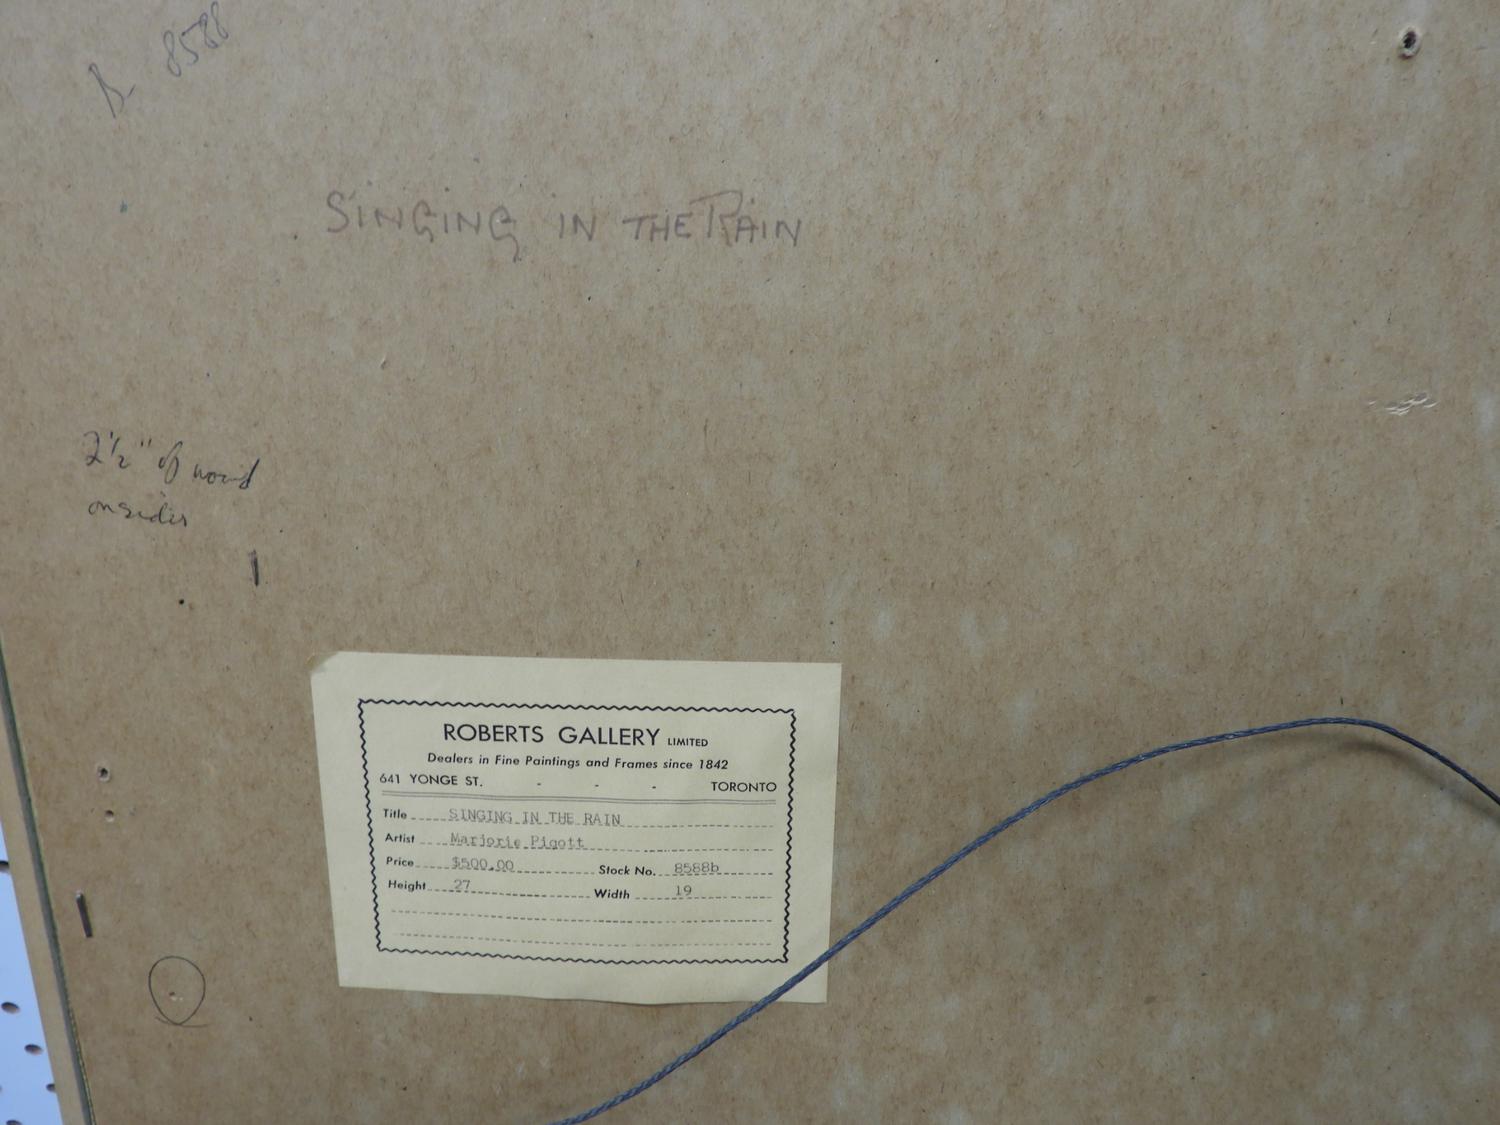 R 8588
SINGING IN THE RAIN
2 1/2" of wood
on sides
ROBERTS GALLERY LIMITED
Dealers in Fine Paintings and Frames since 1842
641 YONGE ST. - - - TORONTO
Title SINGING IN THE RAIN
Artist Marjorie Pigott
Price $500.00 Stock No. 8588b
Height 27 Width 19